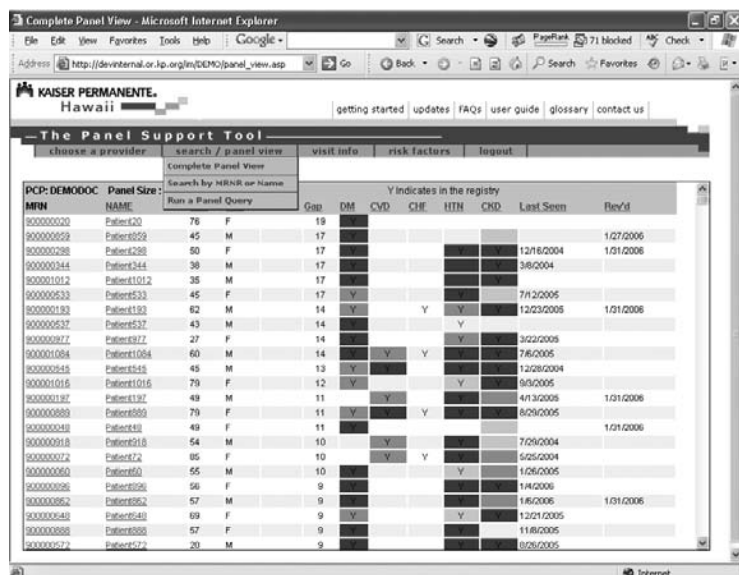 Complete Panel View - Microsoft Internet Explorer
File Edit View Favorites Tools Help Google Search PageRank 71 blocked Check
Address http://devinternal.or.kp.org/im/DEMO/panel_view.asp Go Back Search Favorites
KAISER PERMANENTE®
Hawaii
getting started updates FAQs user guide glossary contact us
The Panel Support Tool
choose a provider search / panel view visit info risk factors logout
Complete Panel View
Search by MRNR or Name
Run a Panel Query
PCP: DEMODOC Panel Size : Y indicates in the registry
MRN NAME Gap DM CVD CHF HTN CKD Last Seen Rev'd
900000020 Patient20 76 F 19 Y
900000059 Patient059 45 M 17 1/27/2006
900000298 Patient298 50 F 17 Y Y 12/16/2004 1/31/2006
900000344 Patient344 38 M 17 Y 3/8/2004
900001012 Patient1012 35 M 17 Y
900000533 Patient533 45 F 17 Y Y 7/12/2005
900000193 Patient193 62 M 14 Y Y Y Y 12/23/2005 1/31/2006
900000537 Patient537 43 M 14 Y
900000977 Patient977 27 F 14 Y Y 3/22/2005
900001084 Patient1084 60 M 14 Y Y Y Y Y 7/6/2005
900000545 Patient545 45 M 13 Y Y Y Y 12/28/2004
900001016 Patient1016 79 F 12 Y Y Y 9/3/2005
900000197 Patient197 49 M 11 Y Y 4/13/2005 1/31/2006
900000889 Patient889 79 F 11 Y Y Y Y Y 8/29/2005
900000048 Patient48 49 F 11 Y 1/31/2006
900000918 Patient918 54 M 10 Y Y 7/29/2004
900000072 Patient72 85 F 10 Y Y Y 5/25/2004
900000060 Patient60 55 M 10 Y Y 1/26/2005
900000896 Patient896 56 F 9 Y Y Y 1/4/2006
900000862 Patient862 57 M 9 Y Y 1/6/2006 1/31/2006
900000648 Patient648 69 F 9 Y Y Y 12/21/2005
900000888 Patient888 57 F 9 Y Y 11/8/2005
900000572 Patient572 20 M 9 Y Y Y 8/26/2005
Internet